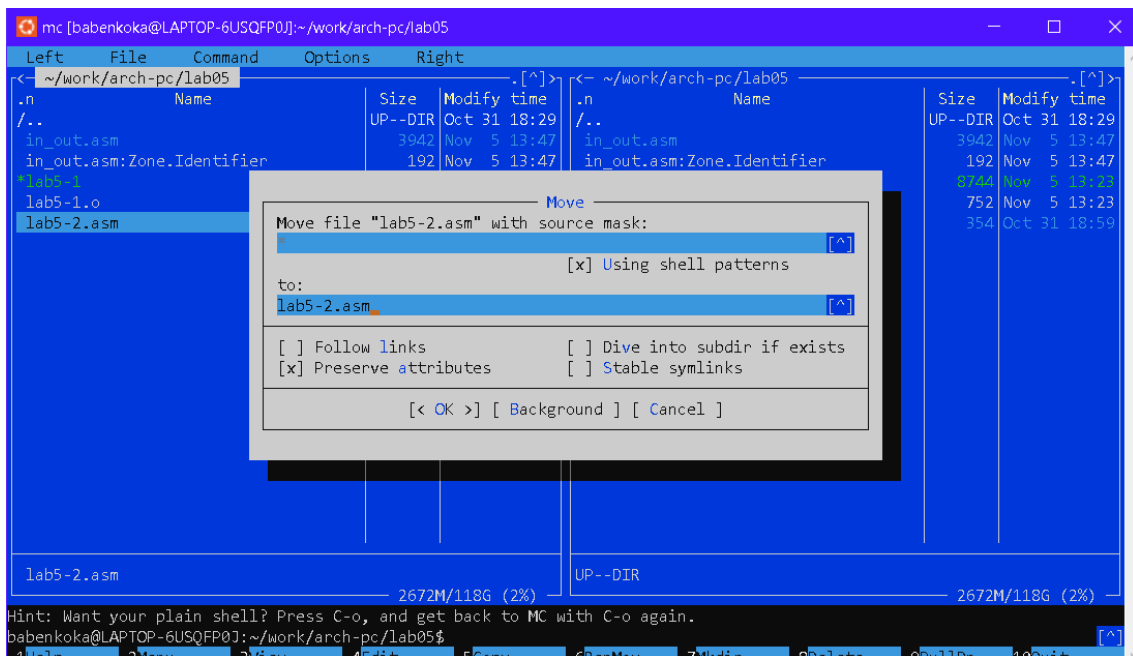 mc [babenkoka@LAPTOP-6USQFP0J]:~/work/arch-pc/lab05
Left File Command Options Right
<- ~/work/arch-pc/lab05 .[^]> <- ~/work/arch-pc/lab05 .[^]>
.n Name Size Modify time .n Name Size Modify time
/.. UP--DIR Oct 31 18:29 /.. UP--DIR Oct 31 18:29
in_out.asm 3942 Nov 5 13:47 in_out.asm 3942 Nov 5 13:47
in_out.asm:Zone.Identifier 192 Nov 5 13:47 in_out.asm:Zone.Identifier 192 Nov 5 13:47
*lab5-1 8744 Nov 5 13:23
lab5-1.o 752 Nov 5 13:23
lab5-2.asm 354 Oct 31 18:59
Move
Move file "lab5-2.asm" with source mask:
* [^]
[x] Using shell patterns
to:
lab5-2.asm [^]
[ ] Follow links [ ] Dive into subdir if exists
[x] Preserve attributes [ ] Stable symlinks
[< OK >] [ Background ] [ Cancel ]
lab5-2.asm UP--DIR
2672M/118G (2%) 2672M/118G (2%)
Hint: Want your plain shell? Press C-o, and get back to MC with C-o again.
babenkoka@LAPTOP-6USQFP0J:~/work/arch-pc/lab05$ [^]